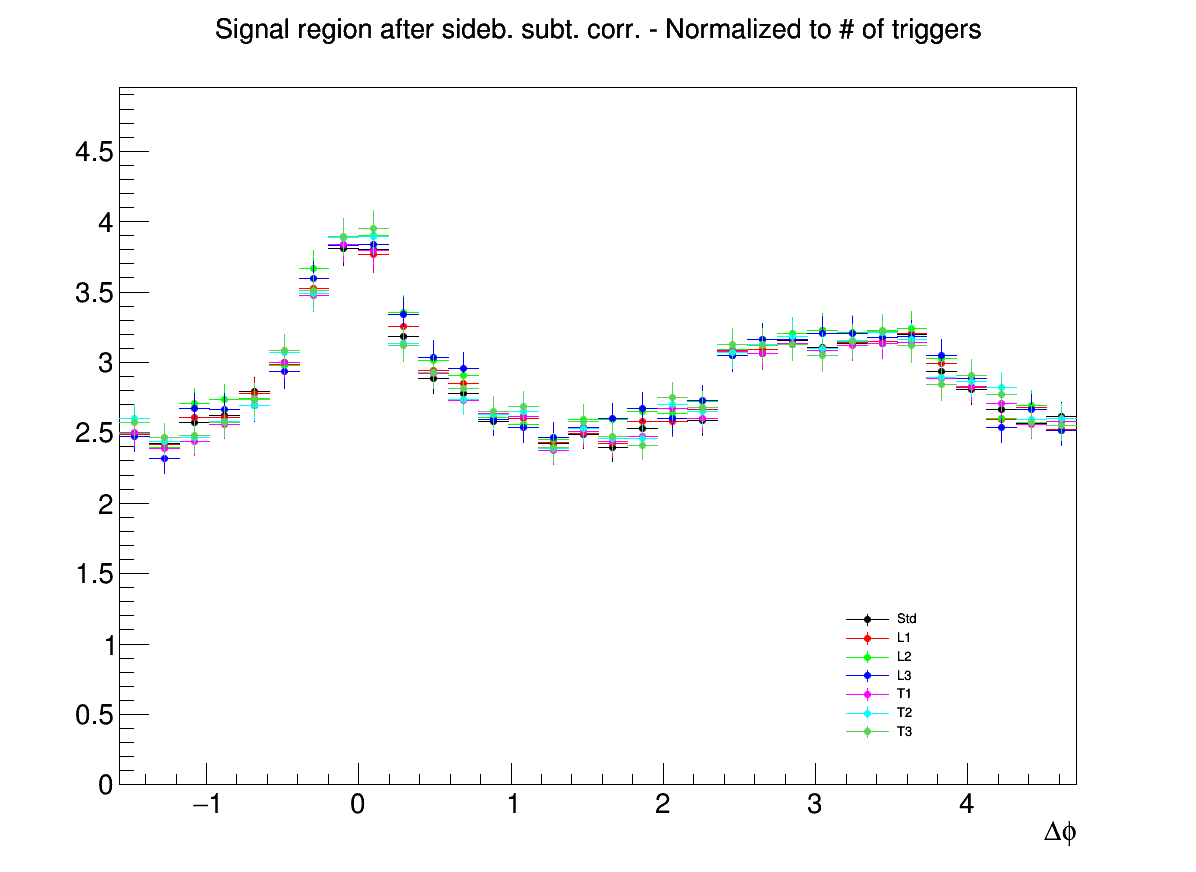 Signal region after sideb. subt. corr. - Normalized to # of triggers
4.5
4
3.5
3
2.5
2
1.5
1
0.5
0
−1
0
1
2
3
4
Δϕ
Std
L1
L2
L3
T1
T2
T3